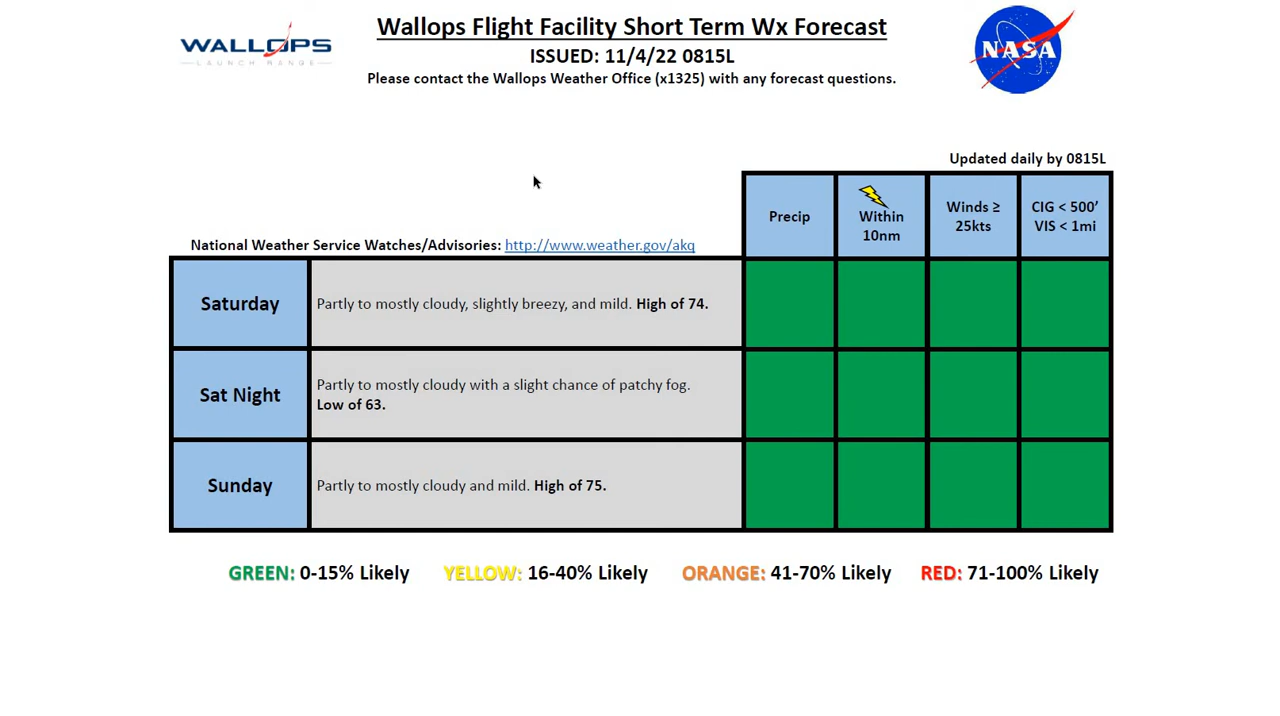 WALLOPS
LAUNCH RANGE
Wallops Flight Facility Short Term Wx Forecast
ISSUED: 11/4/22 0815L
Please contact the Wallops Weather Office (x1325) with any forecast questions.
NASA
Updated daily by 0815L
National Weather Service Watches/Advisories: http://www.weather.gov/akq
Precip
Within
10nm
Winds ≥
25kts
CIG < 500’
VIS < 1mi
Saturday
Partly to mostly cloudy, slightly breezy, and mild. High of 74.
Sat Night
Partly to mostly cloudy with a slight chance of patchy fog.
Low of 63.
Sunday
Partly to mostly cloudy and mild. High of 75.
GREEN: 0-15% Likely YELLOW: 16-40% Likely ORANGE: 41-70% Likely RED: 71-100% Likely